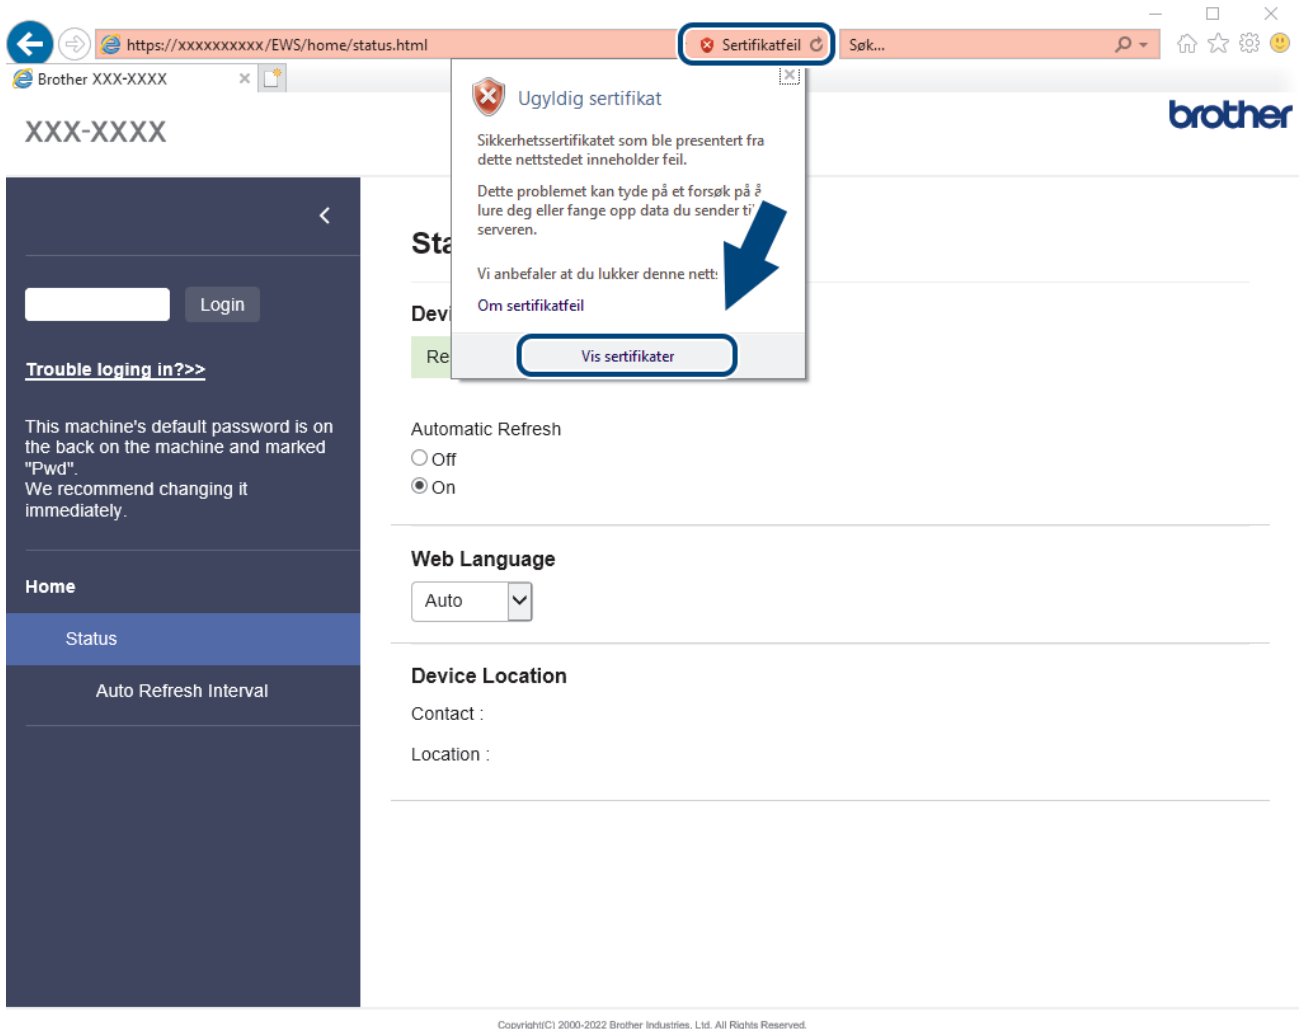 https://xxxxxxxxxx/EWS/home/status.html
Sertifikatfeil
Søk...
Brother XXX-XXXX
XXX-XXXX
brother
Ugyldig sertifikat
Sikkerhetssertifikatet som ble presentert fra
dette nettstedet inneholder feil.
Dette problemet kan tyde på et forsøk på å
lure deg eller fange opp data du sender
serveren.
Vi anbefaler at du lukker denne
Om sertifikatfeil
Vis sertifikater
Login
Trouble loging in?>>
This machine's default password is on
the back on the machine and marked
"Pwd".
We recommend changing it
immediately.
Home
Status
Auto Refresh Interval
Automatic Refresh
Off
On
Web Language
Auto
Device Location
Contact :
Location :
Copyright(C) 2000-2022 Brother Industries, Ltd. All Rights Reserved.